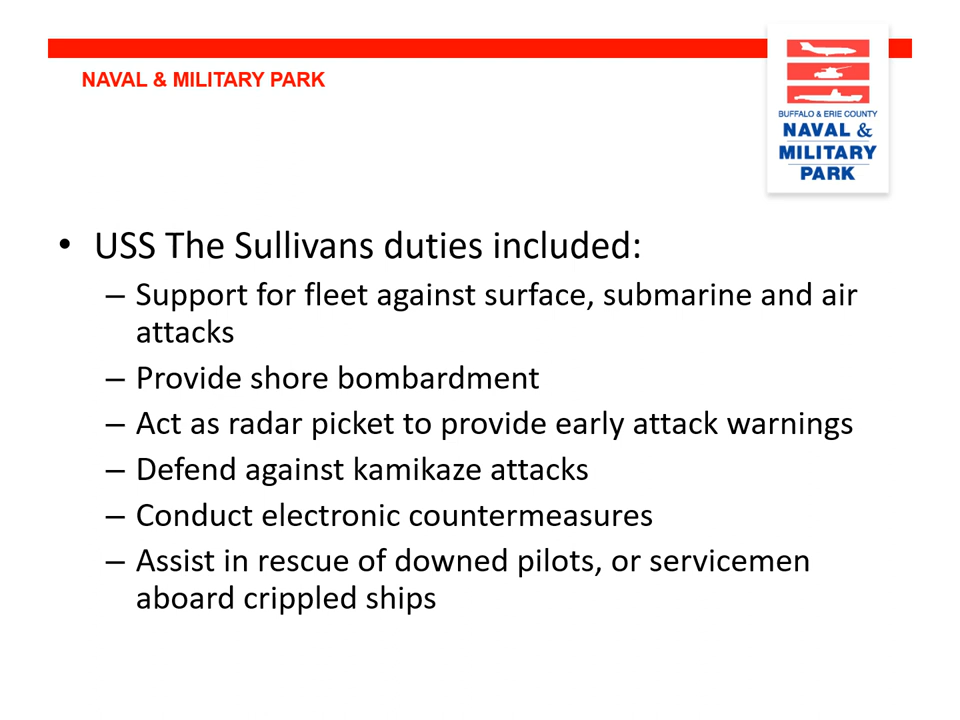 NAVAL & MILITARY PARK
BUFFALO & ERIE COUNTY
NAVAL &
MILITARY
PARK
• USS The Sullivans duties included:
– Support for fleet against surface, submarine and air
attacks
– Provide shore bombardment
– Act as radar picket to provide early attack warnings
– Defend against kamikaze attacks
– Conduct electronic countermeasures
– Assist in rescue of downed pilots, or servicemen
aboard crippled ships